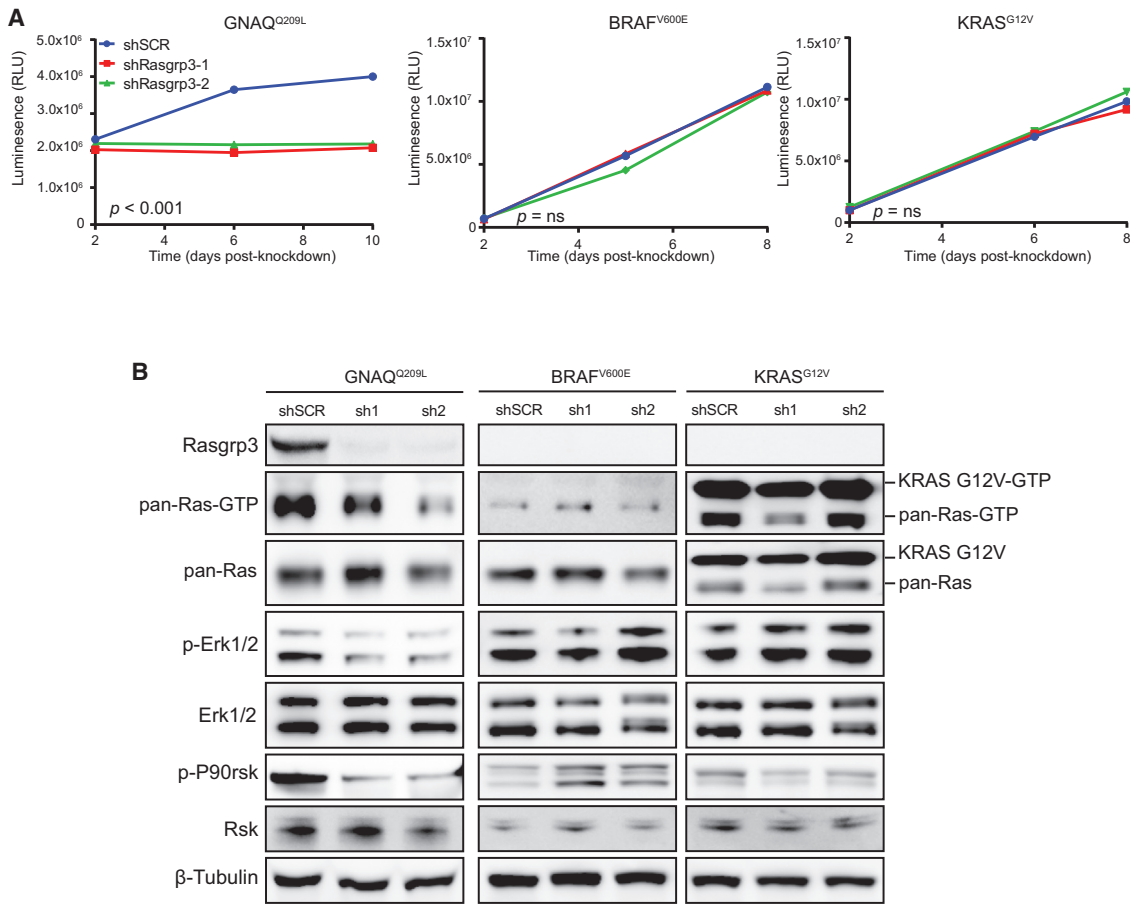 A
GNAQQ209L
BRAFV600E
KRASG12V
Luminesence (RLU)
5.0x10⁶
4.0x10⁶
3.0x10⁶
2.0x10⁶
1.0x10⁶
0
shSCR
shRasgrp3-1
shRasgrp3-2
p < 0.001
2 4 6 8 10
Time (days post-knockdown)
Luminesence (RLU)
1.5x10⁷
1.0x10⁷
5.0x10⁶
0
p = ns
2 4 6 8
Time (days post-knockdown)
Luminesence (RLU)
1.5x10⁷
1.0x10⁷
5.0x10⁶
0
p = ns
2 4 6 8
Time (days post-knockdown)
B
GNAQQ209L BRAFV600E KRASG12V
shSCR sh1 sh2 shSCR sh1 sh2 shSCR sh1 sh2
Rasgrp3
pan-Ras-GTP
KRAS G12V-GTP
pan-Ras-GTP
pan-Ras
KRAS G12V
pan-Ras
p-Erk1/2
Erk1/2
p-P90rsk
Rsk
β-Tubulin